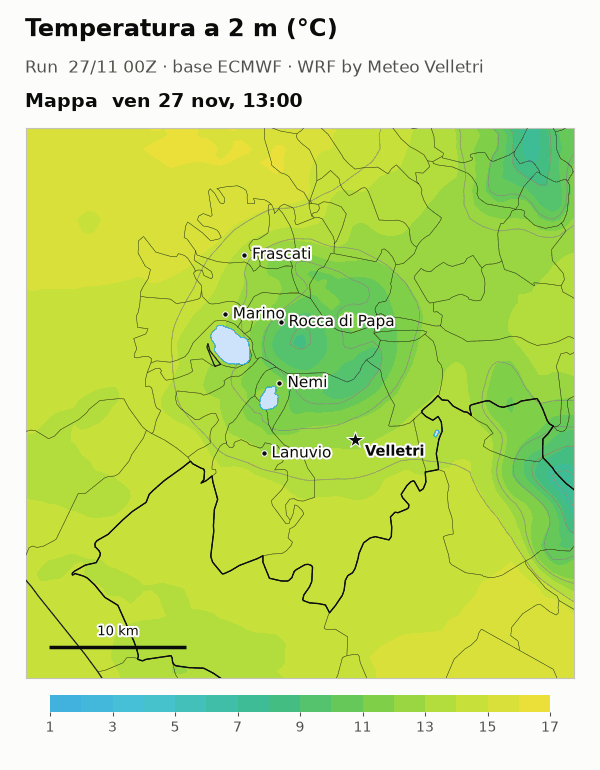 Temperatura a 2 m (°C)
Run  27/11 00Z · base ECMWF · WRF by Meteo Velletri
Mappa  ven 27 nov, 13:00
Frascati
Marino
Rocca di Papa
Nemi
Velletri
Lanuvio
10 km
1 3 5 7 9 11 13 15 17